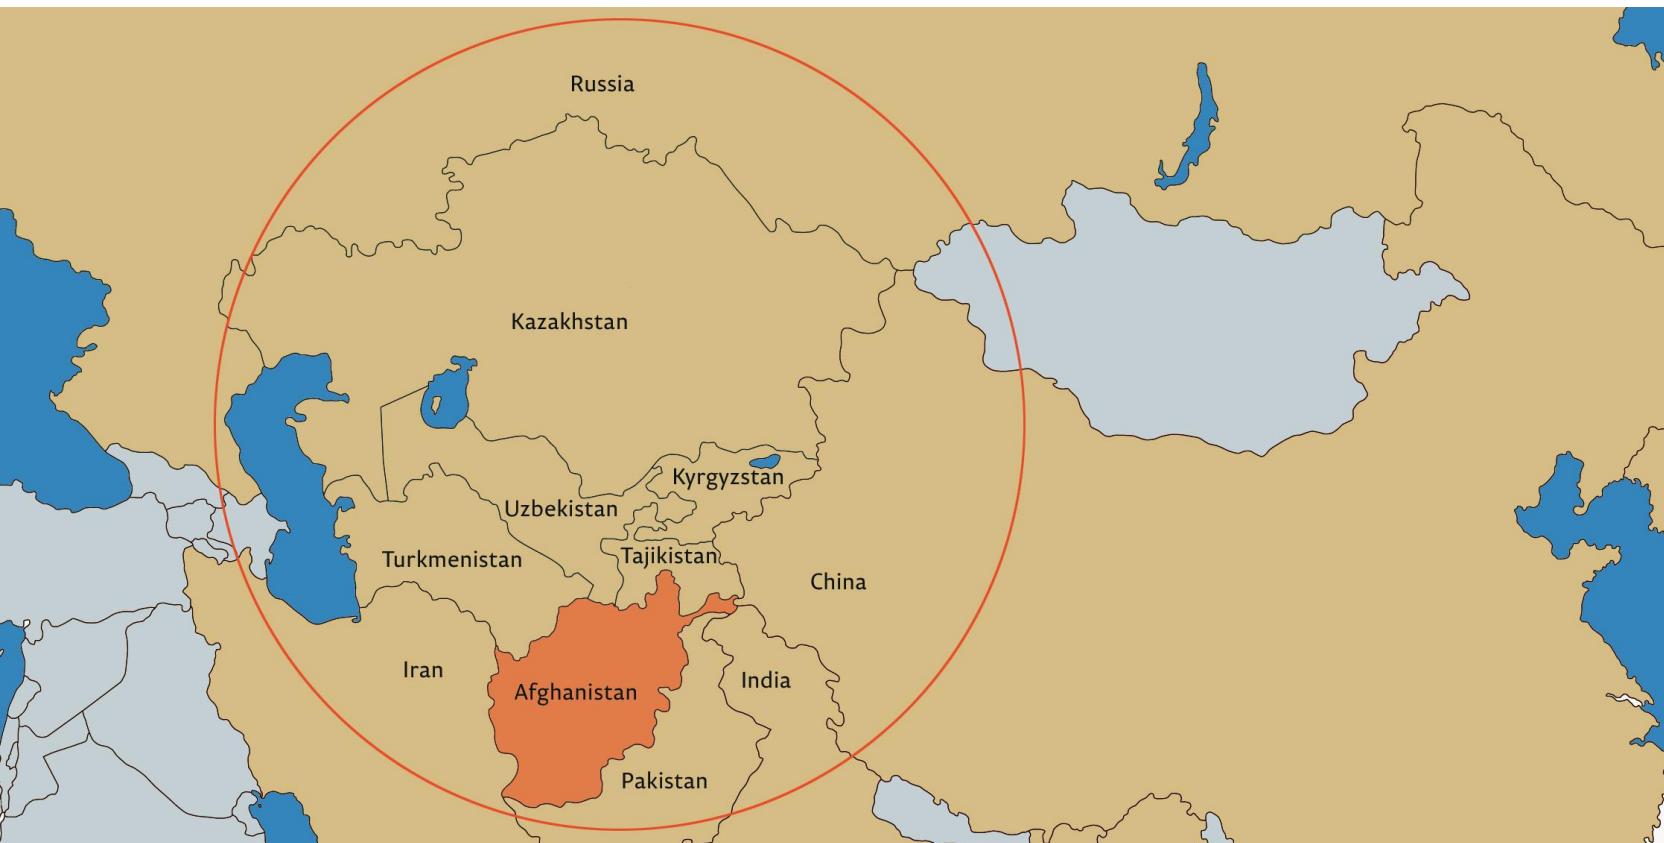 Russia
Kazakhstan
Kyrgyzstan
Uzbekistan
Tajikistan
Turkmenistan
China
Iran
India
Afghanistan
Pakistan